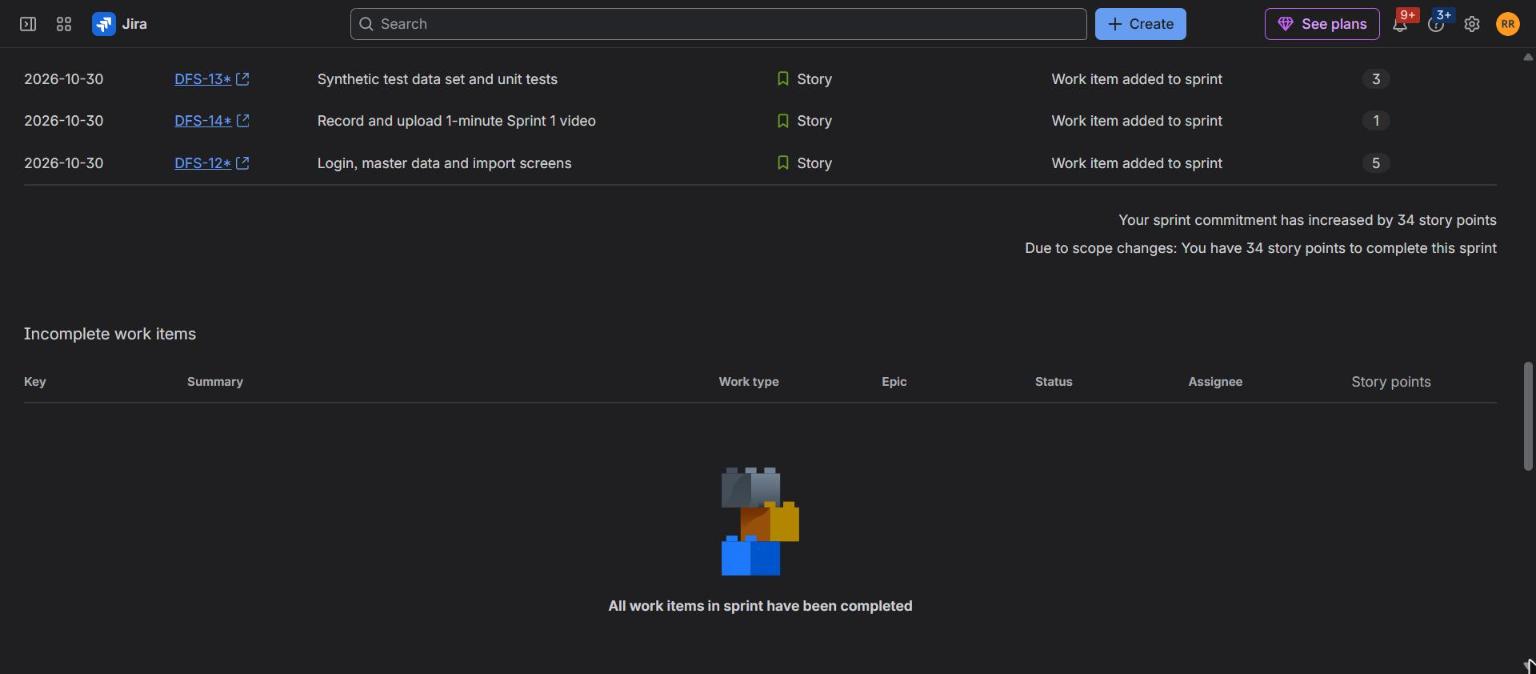 Jira
Search
Create
See plans
9+
3+
RR
2026-10-30 DFS-13* Synthetic test data set and unit tests Story Work item added to sprint 3
2026-10-30 DFS-14* Record and upload 1-minute Sprint 1 video Story Work item added to sprint 1
2026-10-30 DFS-12* Login, master data and import screens Story Work item added to sprint 5
Your sprint commitment has increased by 34 story points
Due to scope changes: You have 34 story points to complete this sprint
Incomplete work items
Key Summary Work type Epic Status Assignee Story points
All work items in sprint have been completed